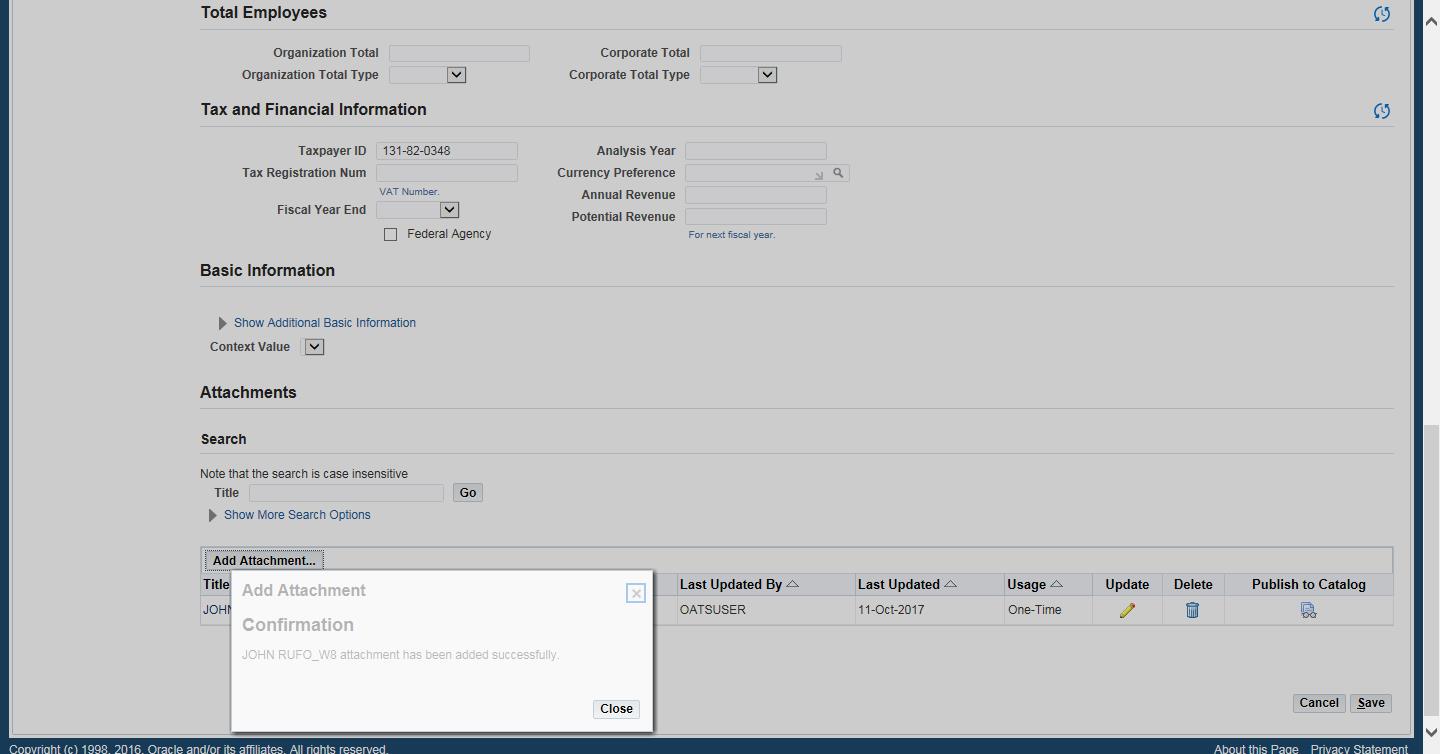 Total Employees
Organization Total
Corporate Total
Organization Total Type
Corporate Total Type
Tax and Financial Information
Taxpayer ID 131-82-0348
Analysis Year
Tax Registration Num
Currency Preference
VAT Number.
Annual Revenue
Fiscal Year End
Potential Revenue
Federal Agency
For next fiscal year.
Basic Information
Show Additional Basic Information
Context Value
Attachments
Search
Note that the search is case insensitive
Title
Go
Show More Search Options
Add Attachment...
Title Last Updated By Last Updated Usage Update Delete Publish to Catalog
JOHN OATSUSER 11-Oct-2017 One-Time
Add Attachment
Confirmation
JOHN RUFO_W8 attachment has been added successfully.
Close
Cancel Save
Copyright (c) 1998, 2016, Oracle and/or its affiliates. All rights reserved.
About this Page Privacy Statement